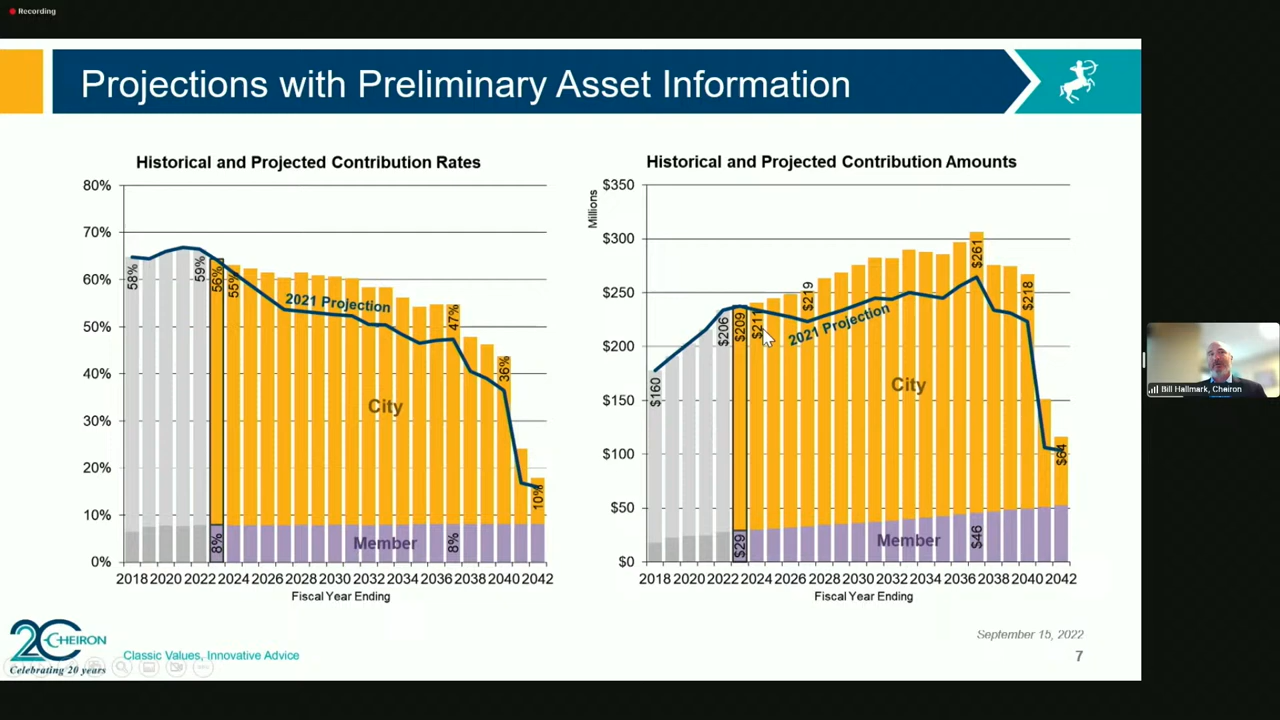 Recording
Projections with Preliminary Asset Information
Historical and Projected Contribution Rates
80%
70%
60%
50%
40%
30%
20%
10%
0%
58%
59%
56%
55%
47%
36%
10%
2021 Projection
City
Member
8%
8%
2018 2020 2022 2024 2026 2028 2030 2032 2034 2036 2038 2040 2042
Fiscal Year Ending
Historical and Projected Contribution Amounts
Millions
$350
$300
$250
$200
$150
$100
$50
$0
$160
$206
$209
$211
$219
$261
$218
$64
2021 Projection
City
Member
$29
$46
2018 2020 2022 2024 2026 2028 2030 2032 2034 2036 2038 2040 2042
Fiscal Year Ending
Bill Hallmark, Cheiron
September 15, 2022
7
20 CHEIRON
Celebrating 20 years
Classic Values, Innovative Advice